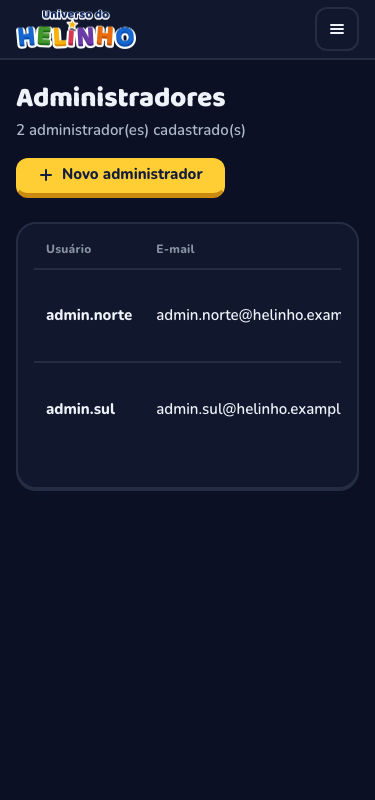 Universo do
HELINHO
Administradores
2 administrador(es) cadastrado(s)
+ Novo administrador
Usuário E-mail
admin.norte admin.norte@helinho.exam
admin.sul admin.sul@helinho.exampl